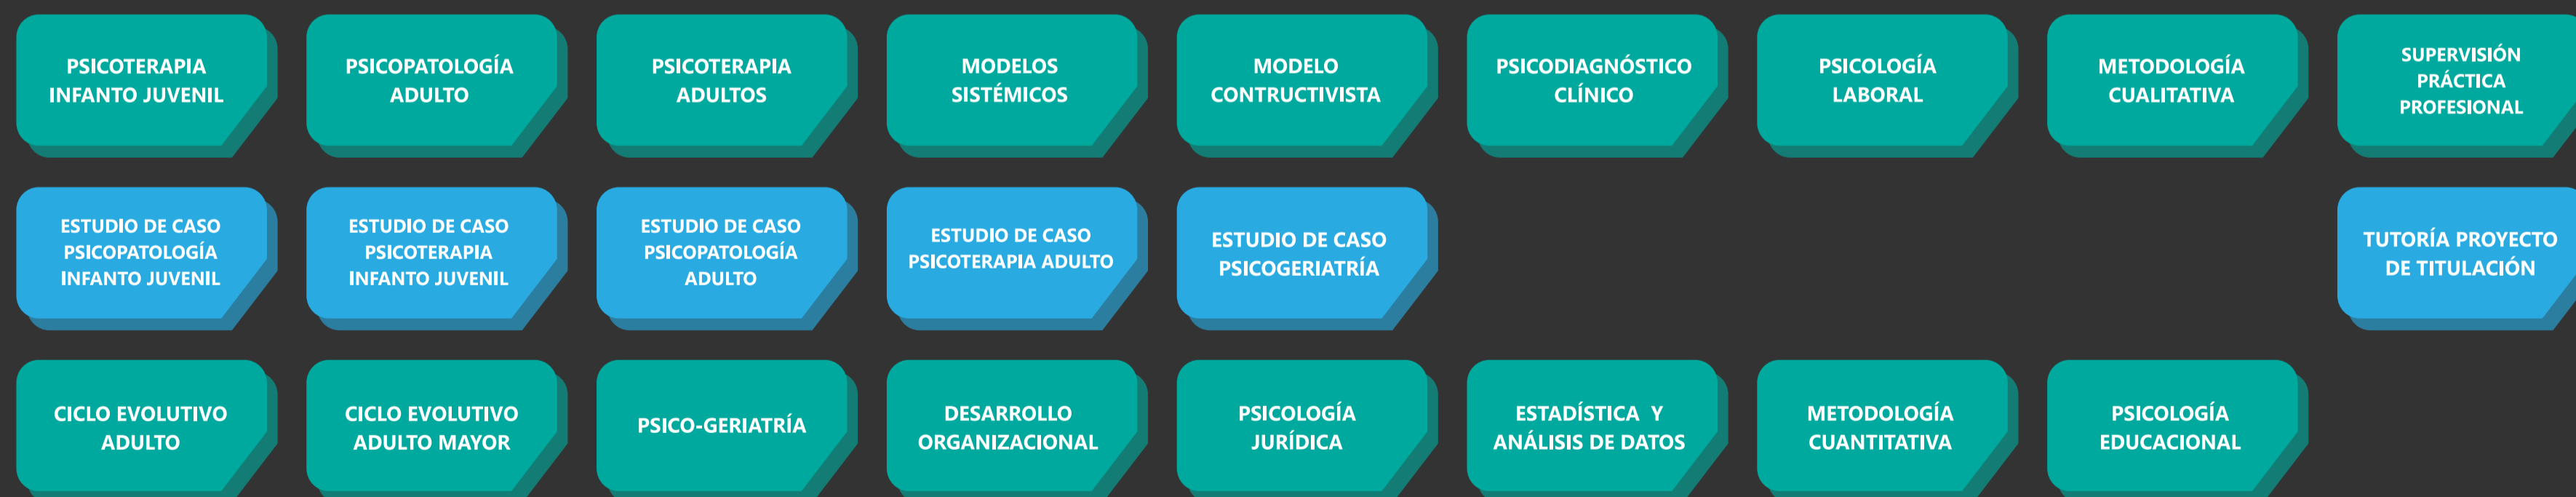 PSICOTERAPIA
INFANTO JUVENIL
PSICOPATOLOGÍA
ADULTO
PSICOTERAPIA
ADULTOS
MODELOS
SISTÉMICOS
MODELO
CONTRUCTIVISTA
PSICODIAGNÓSTICO
CLÍNICO
PSICOLOGÍA
LABORAL
METODOLOGÍA
CUALITATIVA
SUPERVISIÓN
PRÁCTICA
PROFESIONAL
ESTUDIO DE CASO
PSICOPATOLOGÍA
INFANTO JUVENIL
ESTUDIO DE CASO
PSICOTERAPIA
INFANTO JUVENIL
ESTUDIO DE CASO
PSICOPATOLOGÍA
ADULTO
ESTUDIO DE CASO
PSICOTERAPIA ADULTO
ESTUDIO DE CASO
PSICOGERIATRÍA
TUTORÍA PROYECTO
DE TITULACIÓN
CICLO EVOLUTIVO
ADULTO
CICLO EVOLUTIVO
ADULTO MAYOR
PSICO-GERIATRÍA
DESARROLLO
ORGANIZACIONAL
PSICOLOGÍA
JURÍDICA
ESTADÍSTICA Y
ANÁLISIS DE DATOS
METODOLOGÍA
CUANTITATIVA
PSICOLOGÍA
EDUCACIONAL